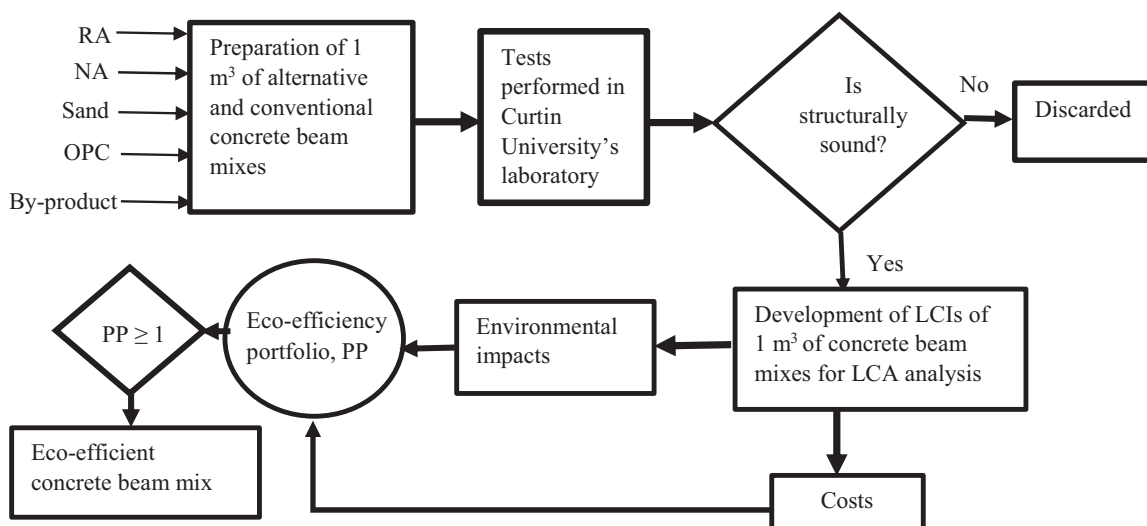 RA
NA
Sand
OPC
By-product
Preparation of 1
m³ of alternative
and conventional
concrete beam
mixes
Tests
performed in
Curtin
University’s
laboratory
Is
structurally
sound?
No
Discarded
Yes
Development of LCIs of
1 m³ of concrete beam
mixes for LCA analysis
Environmental
impacts
Eco-efficiency
portfolio, PP
PP ≥ 1
Eco-efficient
concrete beam mix
Costs